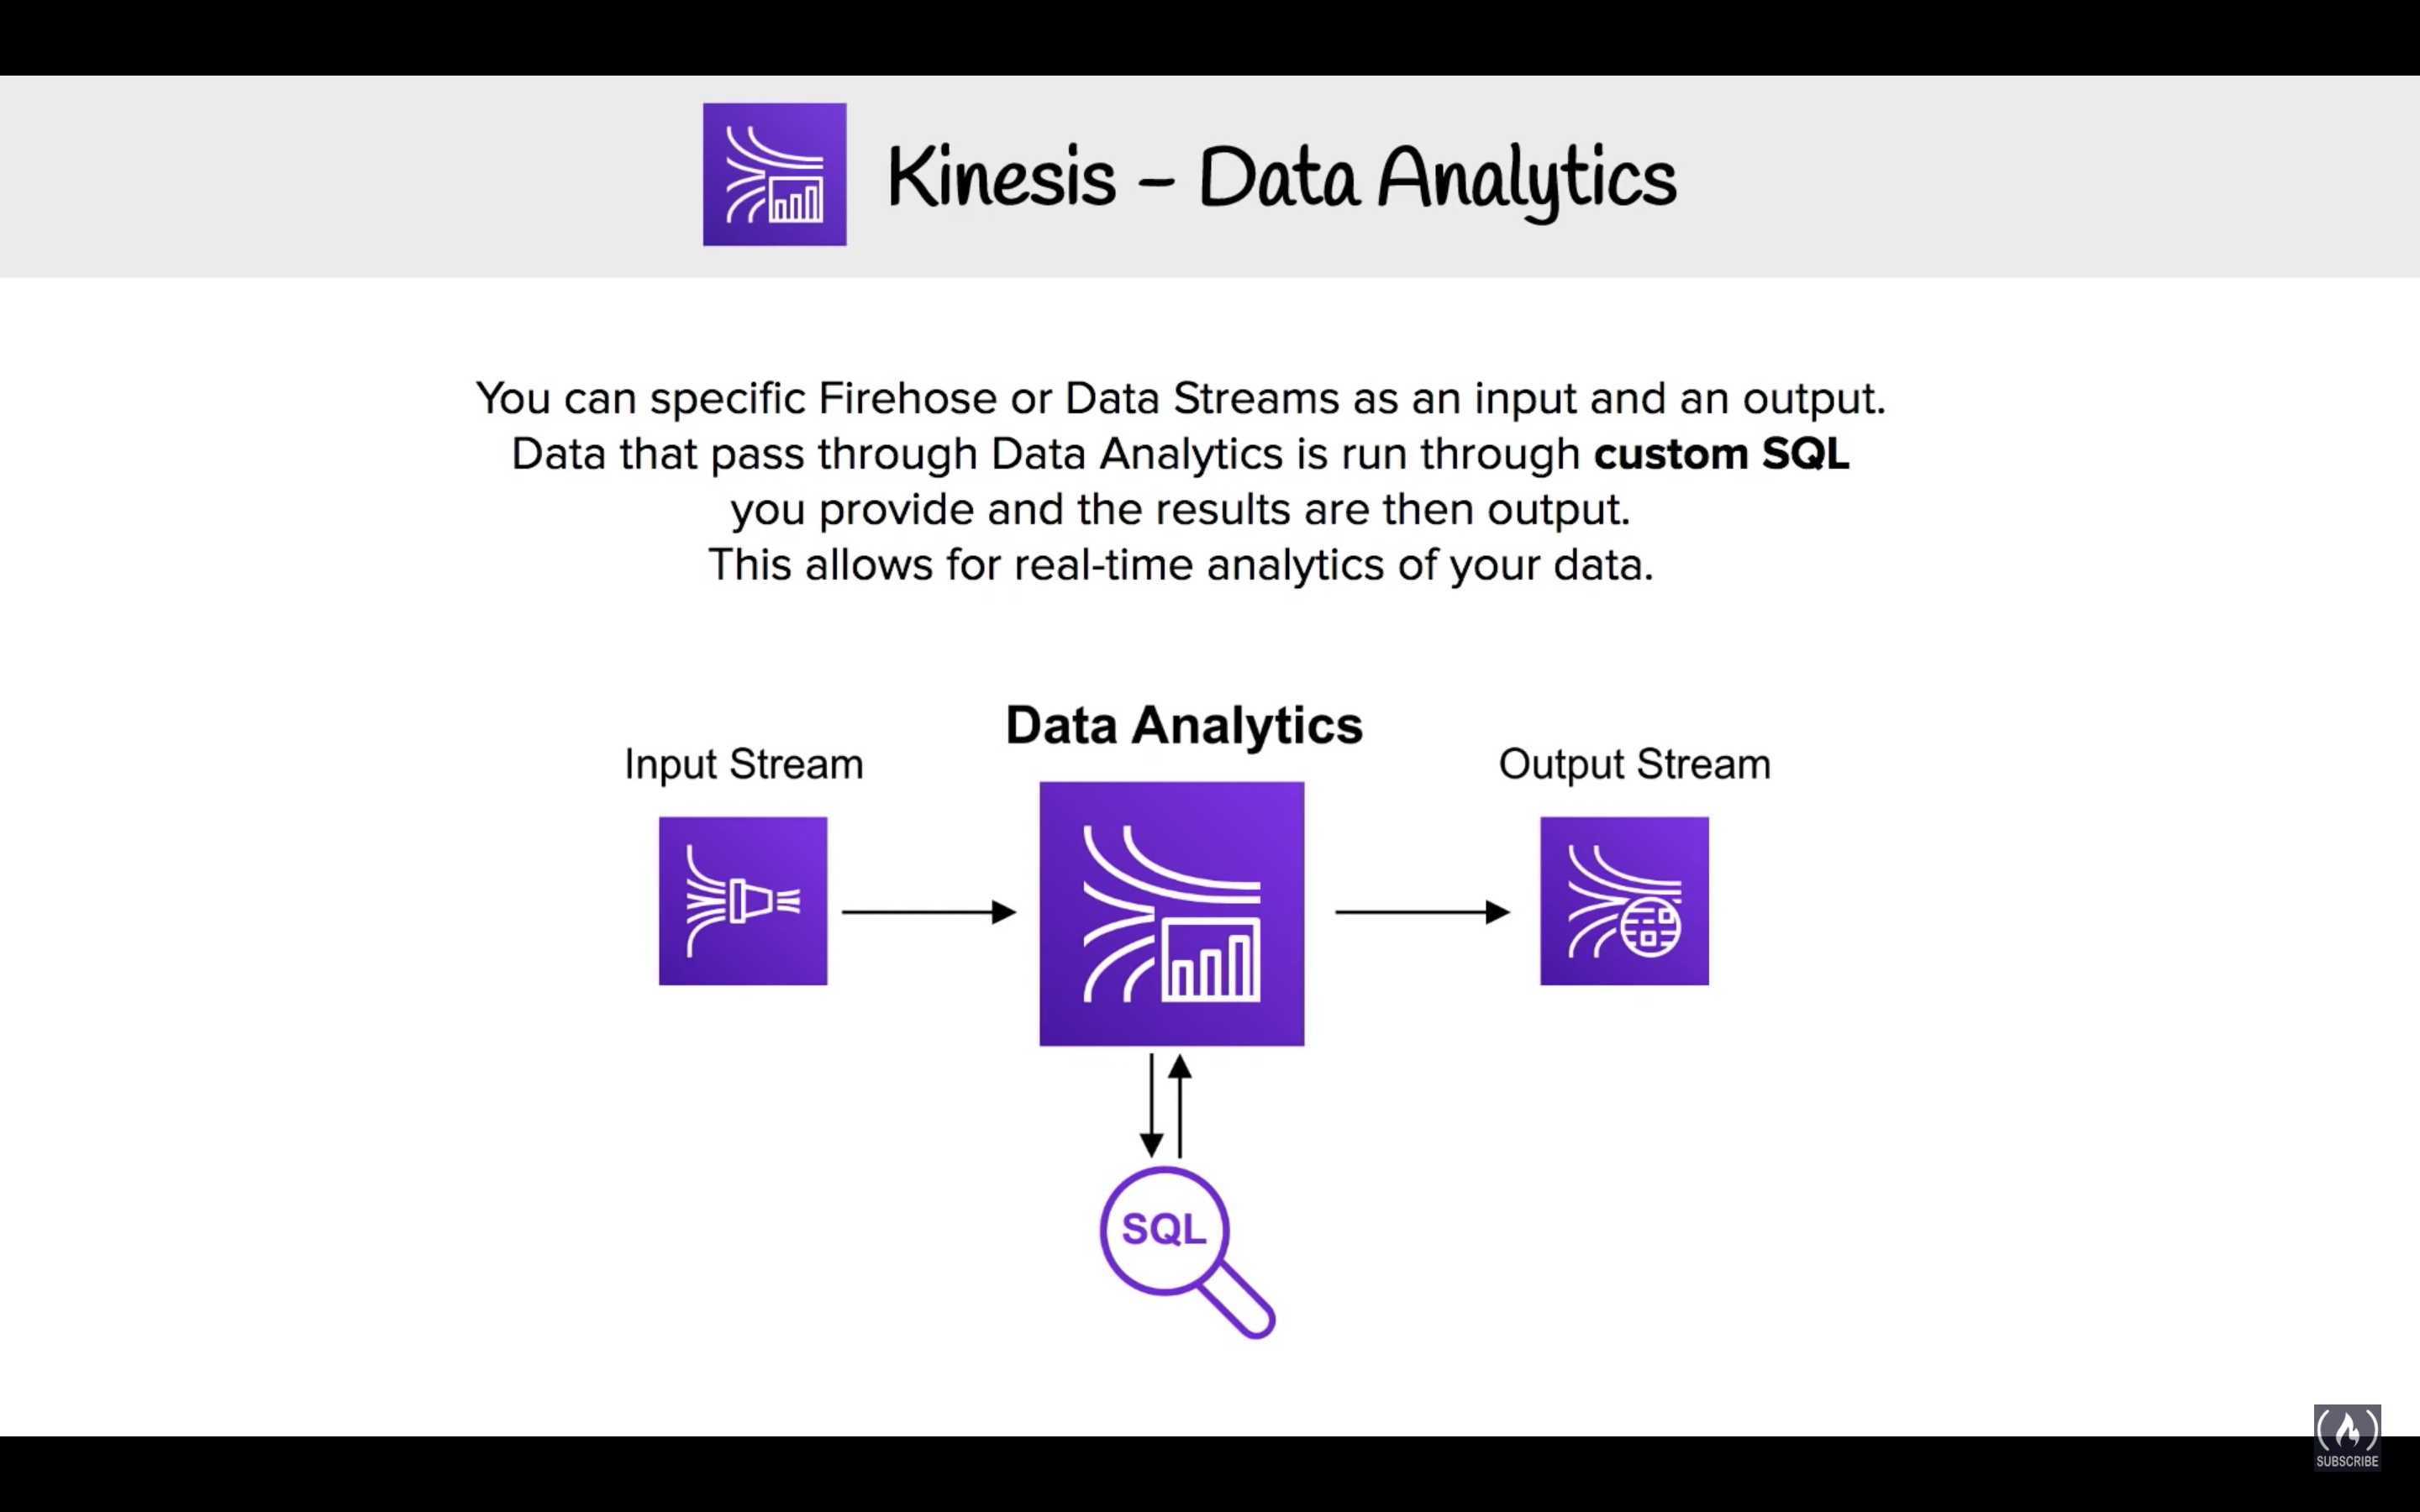 Kinesis – Data Analytics
You can specific Firehose or Data Streams as an input and an output.
Data that pass through Data Analytics is run through custom SQL
you provide and the results are then output.
This allows for real-time analytics of your data.
Data Analytics
Input Stream
Output Stream
SQL
SUBSCRIBE